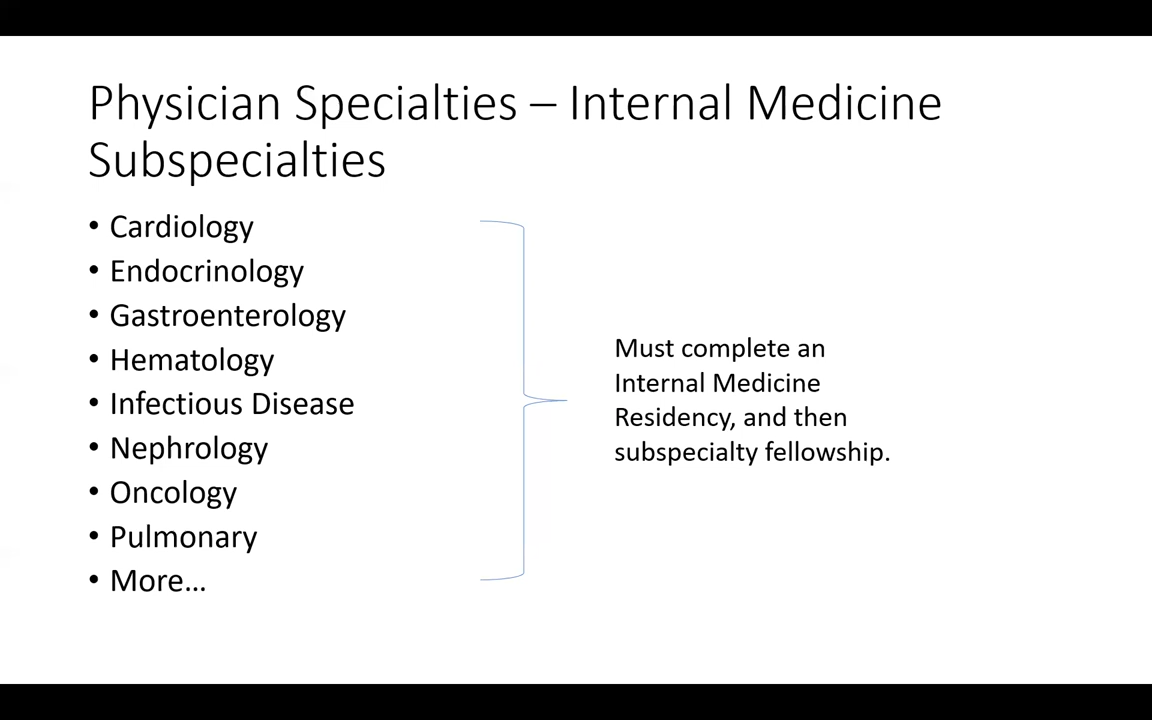 Physician Specialties – Internal Medicine
Subspecialties
• Cardiology
• Endocrinology
• Gastroenterology
• Hematology
• Infectious Disease
• Nephrology
• Oncology
• Pulmonary
• More…
Must complete an
Internal Medicine
Residency, and then
subspecialty fellowship.